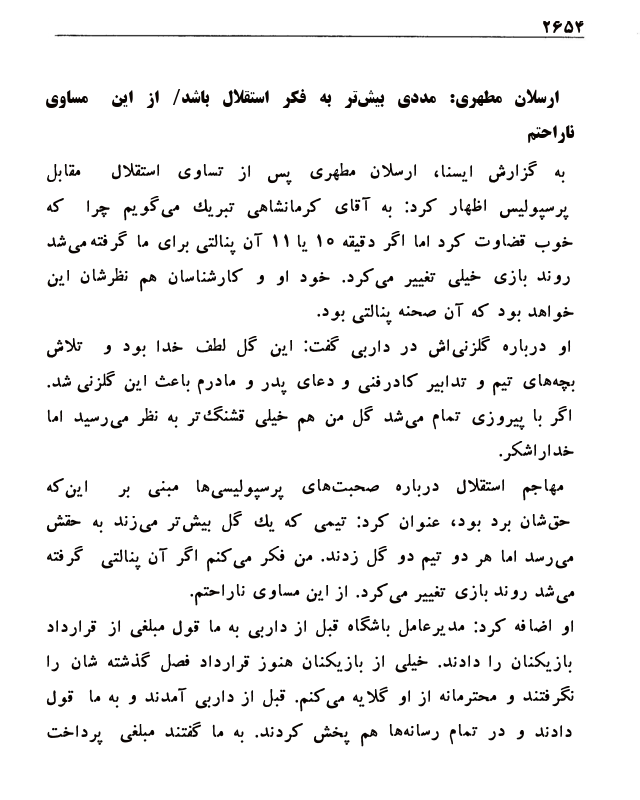 ۲۶۵۴
ارسلان مطهری: مددی بیش‌تر به فکر استقلال باشد/ از این مساوی
ناراحتم
به گزارش ایسنا، ارسلان مطهری پس از تساوی استقلال مقابل
پرسپولیس اظهار کرد: به آقای کرمانشاهی تبریك می‌گویم چرا که
خوب قضاوت کرد اما اگر دقیقه ۱۵ یا ۱۱ آن پنالتی برای ما گرفته می‌شد
روند بازی خیلی تغییر می‌کرد. خود او و کارشناسان هم نظرشان این
خواهد بود که آن صحنه پنالتی بود.
او درباره گلزنی‌اش در داربی گفت: این گل لطف خدا بود و تلاش
بچه‌های تیم و تدابیر کادرفنی و دعای پدر و مادرم باعث این گلزنی شد.
اگر با پیروزی تمام می‌شد گل من هم خیلی قشنگ‌تر به نظر می‌رسید اما
خداراشکر.
مهاجم استقلال درباره صحبت‌های پرسپولیسی‌ها مبنی بر این‌که
حق‌شان برد بود، عنوان کرد: تیمی که یك گل بیش‌تر می‌زند به حقش
می‌رسد اما هر دو تیم دو گل زدند. من فکر می‌کنم اگر آن پنالتی گرفته
می‌شد روند بازی تغییر می‌کرد. از این مساوی ناراحتم.
او اضافه کرد: مدیرعامل باشگاه قبل از داربی به ما قول مبلغی از قرارداد
بازیکنان را دادند. خیلی از بازیکنان هنوز قرارداد فصل گذشته شان را
نگرفتند و محترمانه از او گلایه می‌کنم. قبل از داربی آمدند و به ما قول
دادند و در تمام رسانه‌ها هم پخش کردند. به ما گفتند مبلغی پرداخت